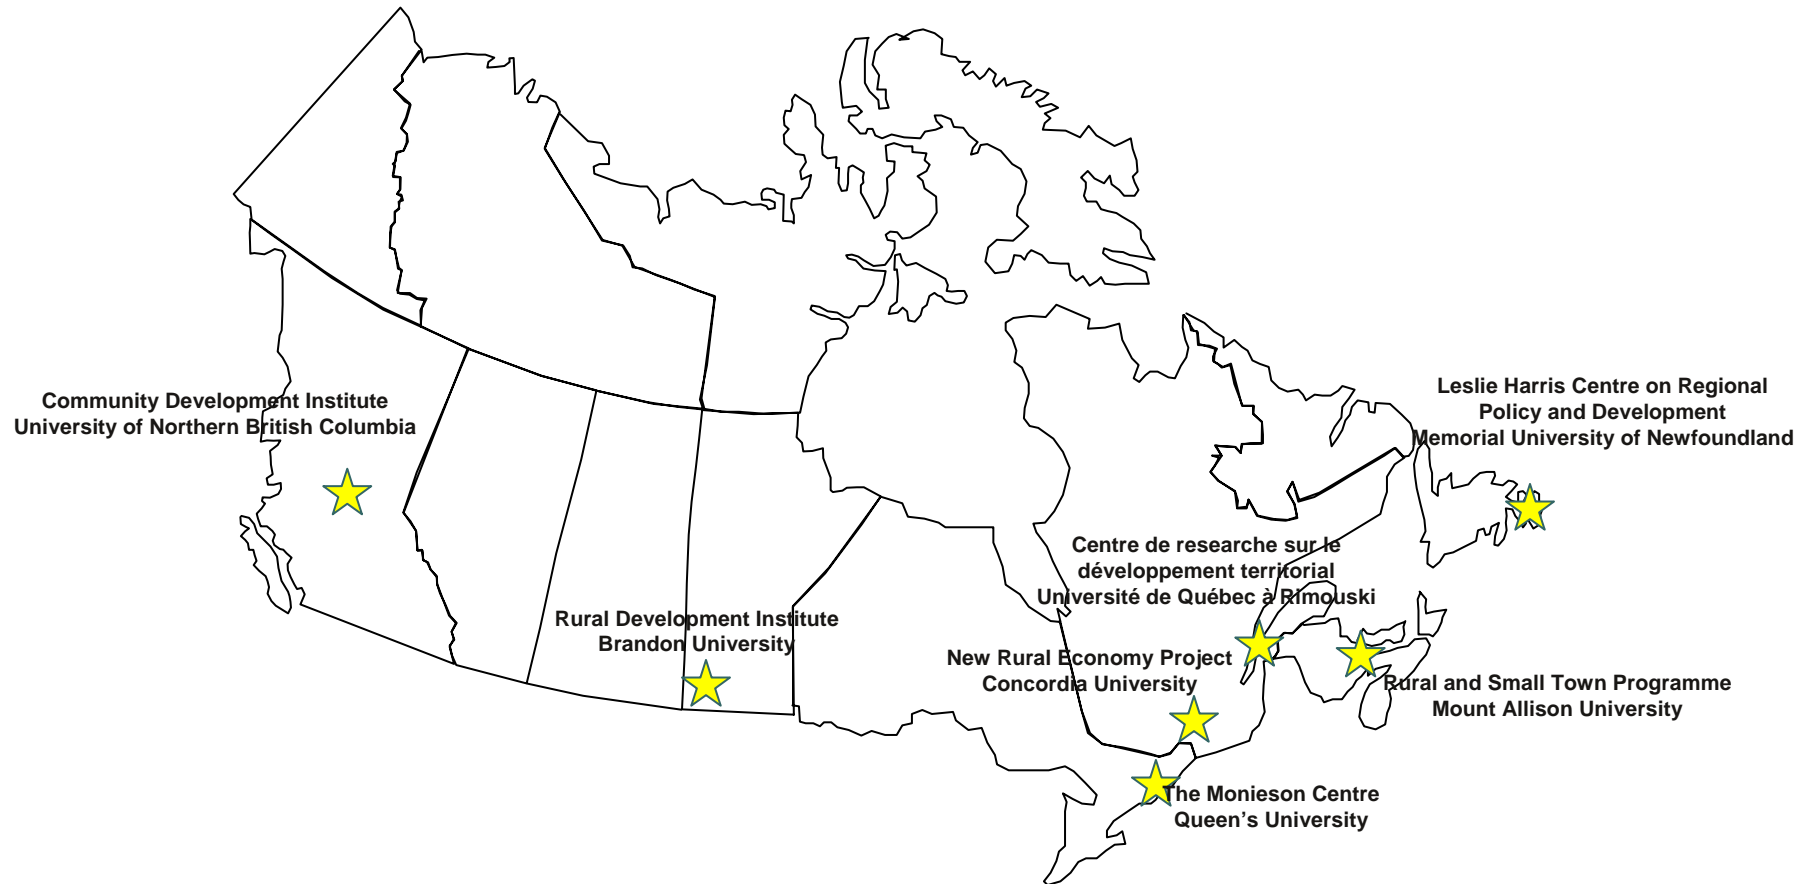 Community Development Institute
University of Northern British Columbia
Leslie Harris Centre on Regional
Policy and Development
Memorial University of Newfoundland
Centre de researche sur le
développement territorial
Université de Québec à Rimouski
Rural Development Institute
Brandon University
New Rural Economy Project
Concordia University
Rural and Small Town Programme
Mount Allison University
The Monieson Centre
Queen’s University